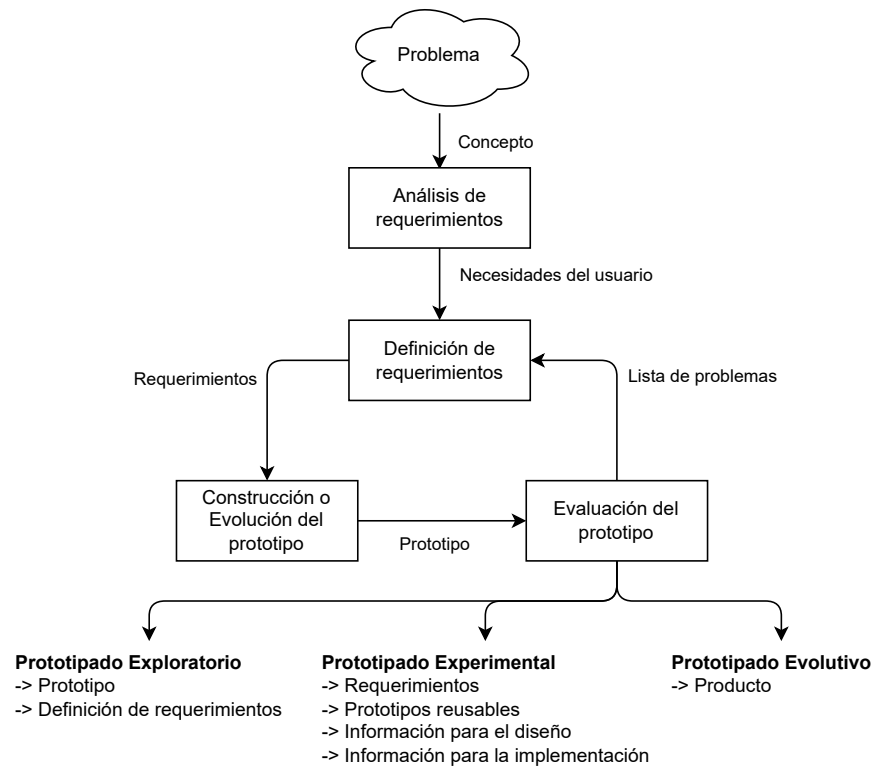 Problema
Concepto
Análisis de
requerimientos
Necesidades del usuario
Definición de
requerimientos
Requerimientos
Lista de problemas
Construcción o
Evolución del
prototipo
Prototipo
Evaluación del
prototipo
Prototipado Exploratorio
-> Prototipo
-> Definición de requerimientos
Prototipado Experimental
-> Requerimientos
-> Prototipos reusables
-> Información para el diseño
-> Información para la implementación
Prototipado Evolutivo
-> Producto